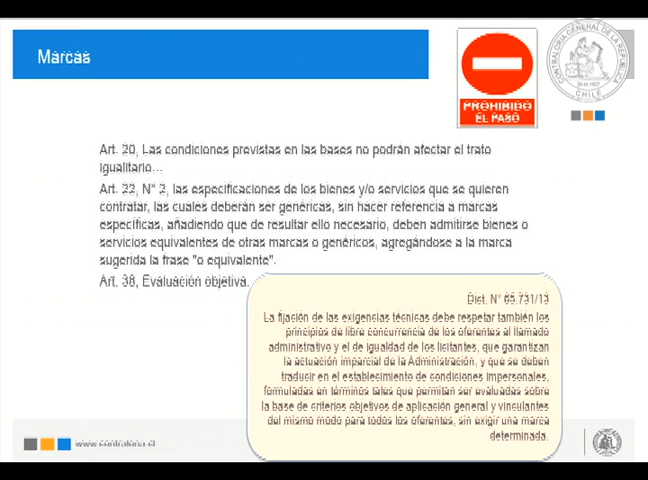 Marcas
PROHIBIDO
EL PASO
CONTRALORIA GENERAL DE LA REPUBLICA
CHILE
Art. 20, Las condiciones previstas en las bases no podrán afectar el trato
igualitario...
Art. 22, N° 2, las especificaciones de los bienes y/o servicios que se quieren
contratar, las cuales deberán ser genéricas, sin hacer referencia a marcas
específicas, añadiendo que de resultar ello necesario, deben admitirse bienes o
servicios equivalentes de otras marcas o genéricos, agregándose a la marca
sugerida la frase "o equivalente".
Art. 38, Evaluación objetiva.
Dict. N° 65.731/13
La fijación de las exigencias técnicas debe respetar también los
principios de libre concurrencia de los oferentes al llamado
administrativo y el de igualdad de los licitantes, que garantizan
la actuación imparcial de la Administración, y que se deben
traducir en el establecimiento de condiciones impersonales,
formuladas en términos tales que permitan ser evaluadas sobre
la base de criterios objetivos de aplicación general y vinculantes
del mismo modo para todos los oferentes, sin exigir una marca
determinada.
www.contraloria.cl